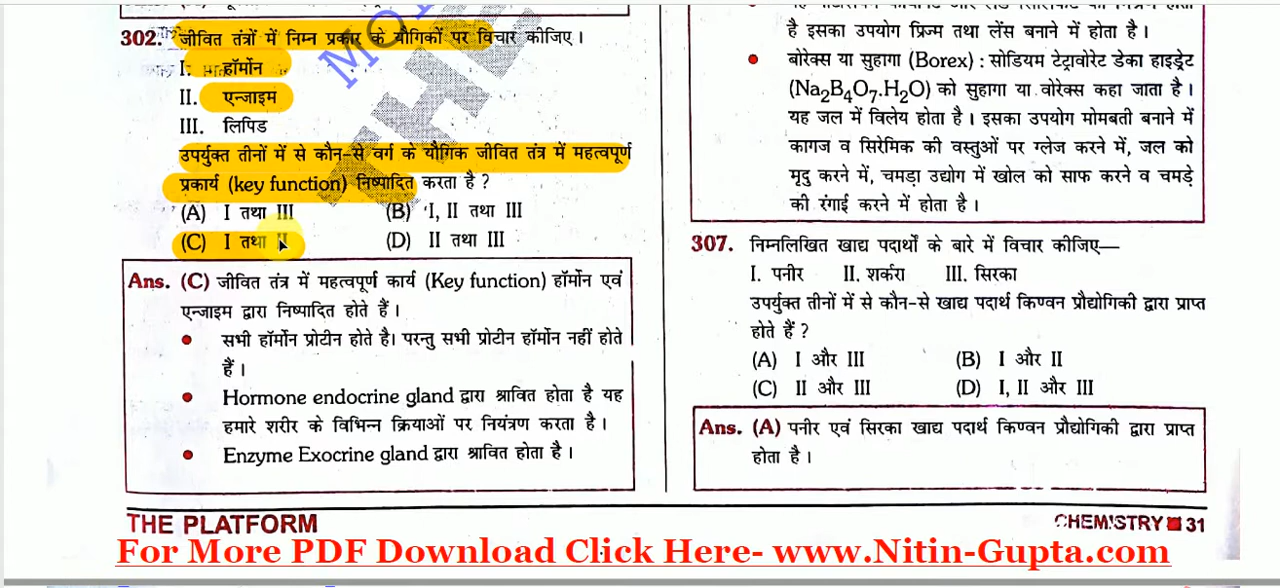 302. जीवित तंत्रों में निम्न प्रकार के यौगिकों पर विचार कीजिए।
I. हॉर्मोन
II. एन्जाइम
III. लिपिड
उपर्युक्त तीनों में से कौन-से वर्ग के यौगिक जीवित तंत्र में महत्वपूर्ण
प्रकार्य (key function) निष्पादित करता है ?
(A) I तथा III (B) I, II तथा III
(C) I तथा II (D) II तथा III
Ans. (C) जीवित तंत्र में महत्वपूर्ण कार्य (Key function) हॉर्मोन एवं
एन्जाइम द्वारा निष्पादित होते हैं।
• सभी हॉर्मोन प्रोटीन होते है। परन्तु सभी प्रोटीन हॉर्मोन नहीं होते
हैं।
• Hormone endocrine gland द्वारा श्रावित होता है यह
हमारे शरीर के विभिन्न क्रियाओं पर नियंत्रण करता है।
• Enzyme Exocrine gland द्वारा श्रावित होता है।
है इसका उपयोग प्रिज्म तथा लेंस बनाने में होता है।
• बोरेक्स या सुहागा (Borex) : सोडियम टेट्रावोरेट डेका हाइड्रेट
(Na₂B₄O₇.H₂O) को सुहागा या वोरेक्स कहा जाता है।
यह जल में विलेय होता है। इसका उपयोग मोमबती बनाने में
कागज व सिरेमिक की वस्तुओं पर ग्लेज करने में, जल को
मृदु करने में, चमड़ा उद्योग में खोल को साफ करने व चमड़े
की रंगाई करने में होता है।
307. निम्नलिखित खाद्य पदार्थों के बारे में विचार कीजिए—
I. पनीर II. शर्करा III. सिरका
उपर्युक्त तीनों में से कौन-से खाद्य पदार्थ किण्वन प्रौद्योगिकी द्वारा प्राप्त
होते हैं ?
(A) I और III (B) I और II
(C) II और III (D) I, II और III
Ans. (A) पनीर एवं सिरका खाद्य पदार्थ किण्वन प्रौद्योगिकी द्वारा प्राप्त
होता है।
THE PLATFORM CHEMISTRY 31
For More PDF Download Click Here- www.Nitin-Gupta.com